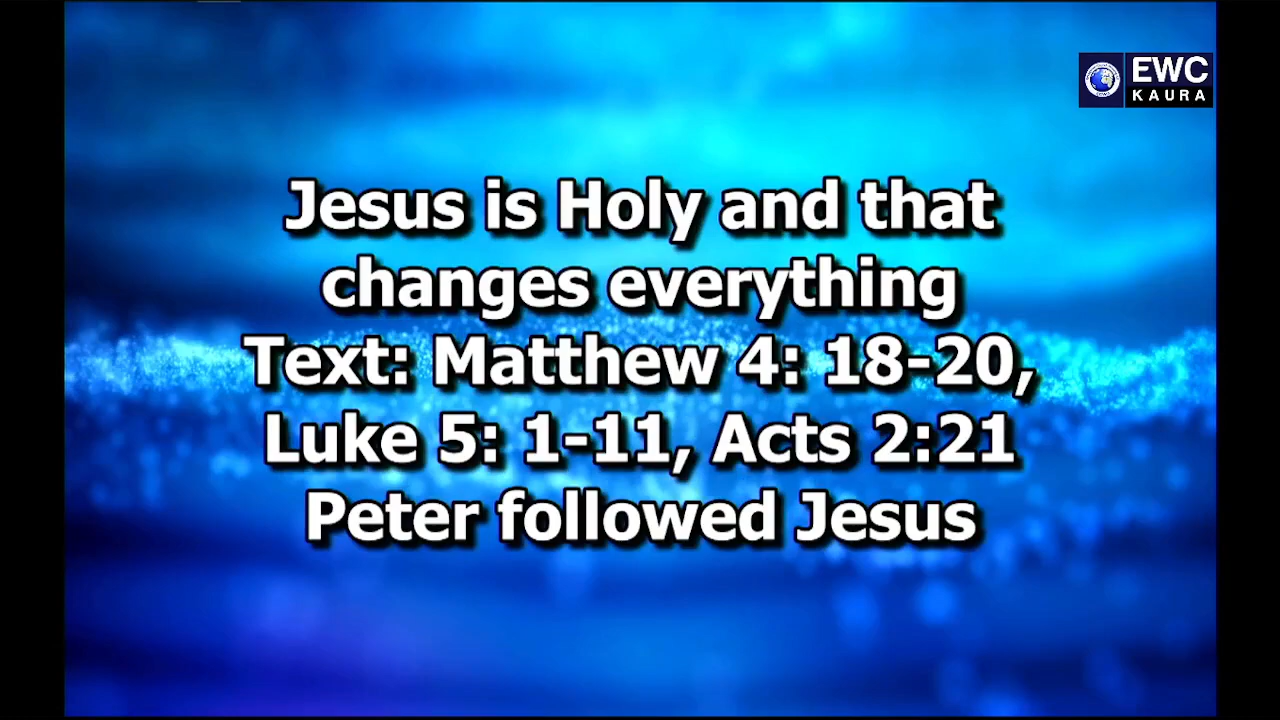 EWC
KAURA
Jesus is Holy and that
changes everything
Text: Matthew 4: 18-20,
Luke 5: 1-11, Acts 2:21
Peter followed Jesus